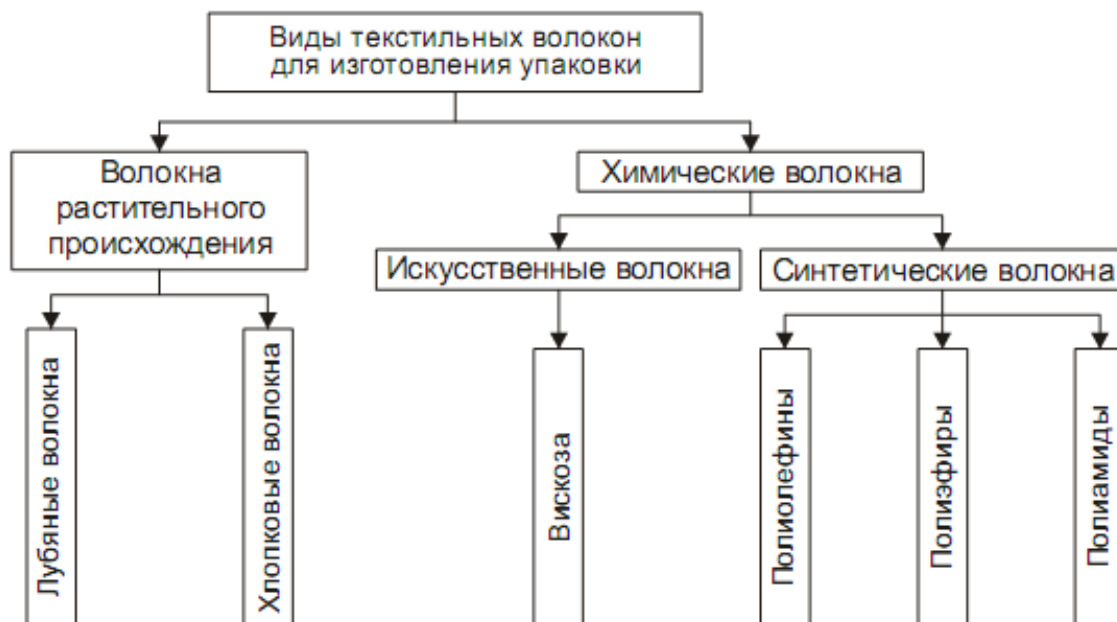 Виды текстильных волокон
для изготовления упаковки
Волокна
растительного
происхождения
Химические волокна
Искусственные волокна
Синтетические волокна
Лубяные волокна
Хлопковые волокна
Вискоза
Полиолефины
Полиэфиры
Полиамиды